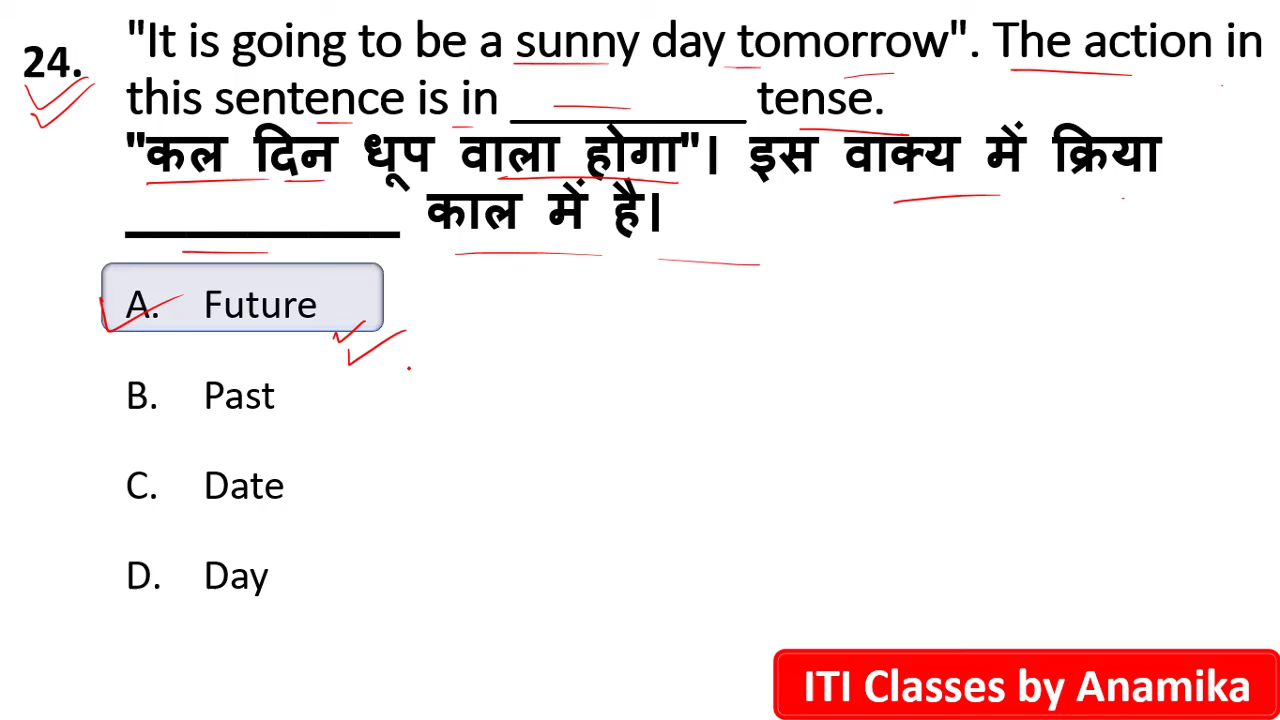 24. "It is going to be a sunny day tomorrow". The action in
this sentence is in __________ tense.
"कल दिन धूप वाला होगा"। इस वाक्य में क्रिया
__________ काल में है।
A. Future
B. Past
C. Date
D. Day
ITI Classes by Anamika